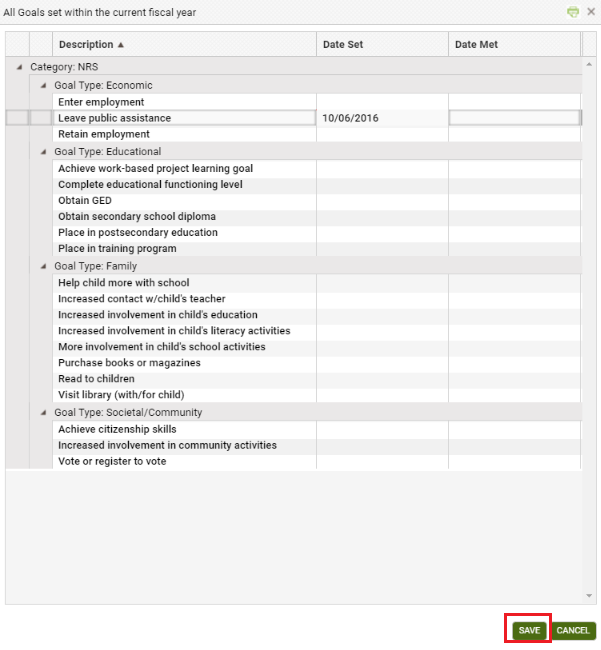 All Goals set within the current fiscal year
Description Date Set Date Met
Category: NRS
Goal Type: Economic
Enter employment
Leave public assistance 10/06/2016
Retain employment
Goal Type: Educational
Achieve work-based project learning goal
Complete educational functioning level
Obtain GED
Obtain secondary school diploma
Place in postsecondary education
Place in training program
Goal Type: Family
Help child more with school
Increased contact w/child's teacher
Increased involvement in child's education
Increased involvement in child's literacy activities
More involvement in child's school activities
Purchase books or magazines
Read to children
Visit library (with/for child)
Goal Type: Societal/Community
Achieve citizenship skills
Increased involvement in community activities
Vote or register to vote
SAVE CANCEL